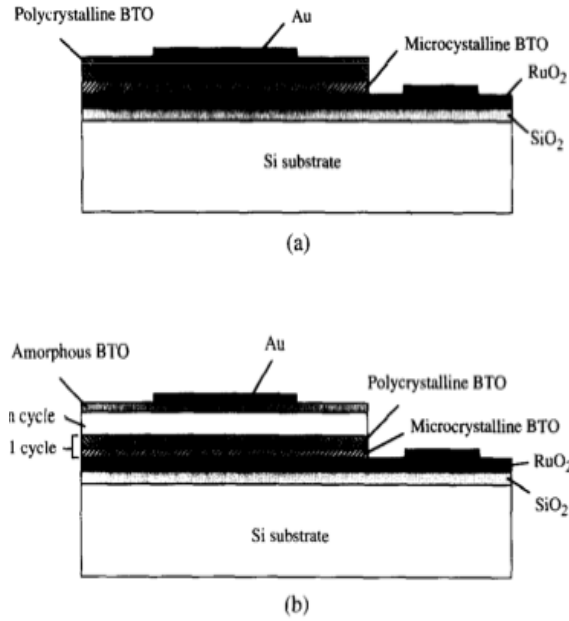 Polycrystalline BTO
Au
Microcrystalline BTO
RuO₂
SiO₂
Si substrate
(a)
Amorphous BTO
Au
Polycrystalline BTO
n cycle
Microcrystalline BTO
1 cycle
RuO₂
SiO₂
Si substrate
(b)